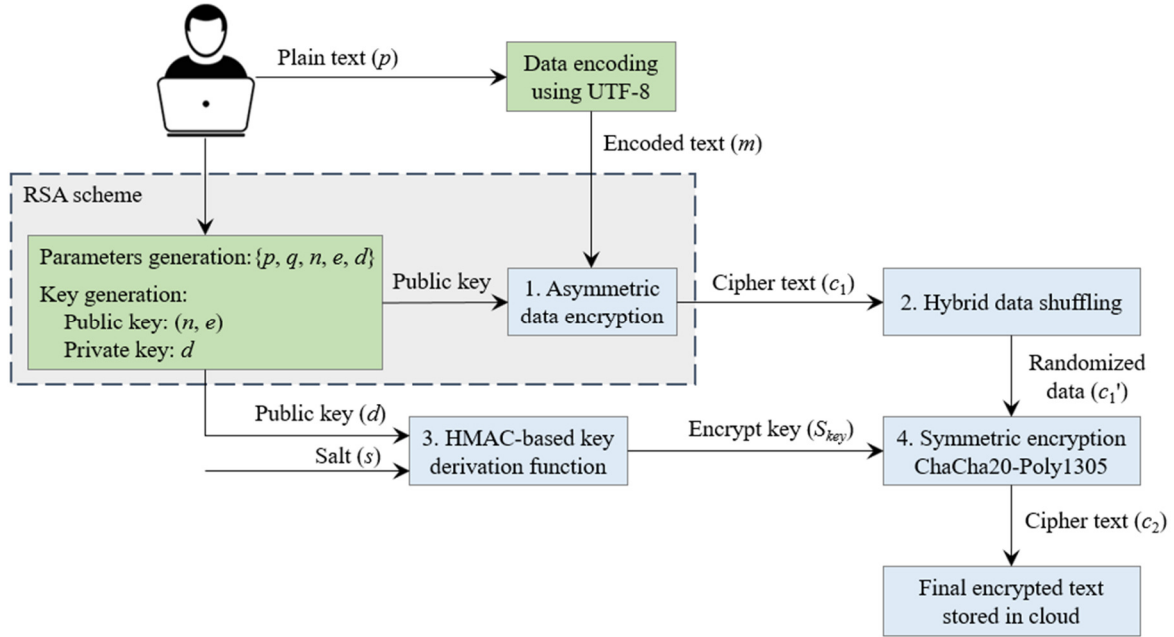 Plain text (p)
Data encoding
using UTF-8
Encoded text (m)
RSA scheme
Parameters generation:{p, q, n, e, d}
Key generation:
Public key: (n, e)
Private key: d
Public key
1. Asymmetric
data encryption
Cipher text (c₁)
2. Hybrid data shuffling
Randomized
data (c₁')
Public key (d)
Salt (s)
3. HMAC-based key
derivation function
Encrypt key (Skey)
4. Symmetric encryption
ChaCha20-Poly1305
Cipher text (c₂)
Final encrypted text
stored in cloud